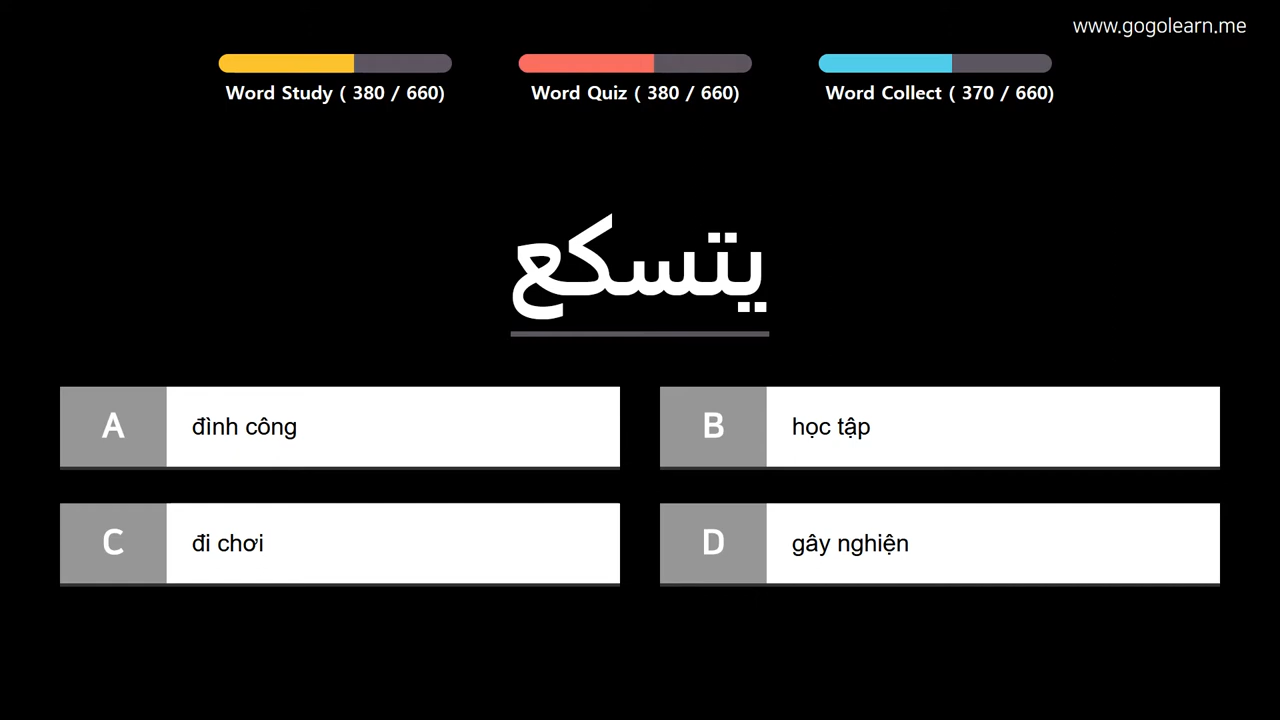 www.gogolearn.me
Word Study ( 380 / 660)
Word Quiz ( 380 / 660)
Word Collect ( 370 / 660)
يتسكع
A đình công
B học tập
C đi chơi
D gây nghiện